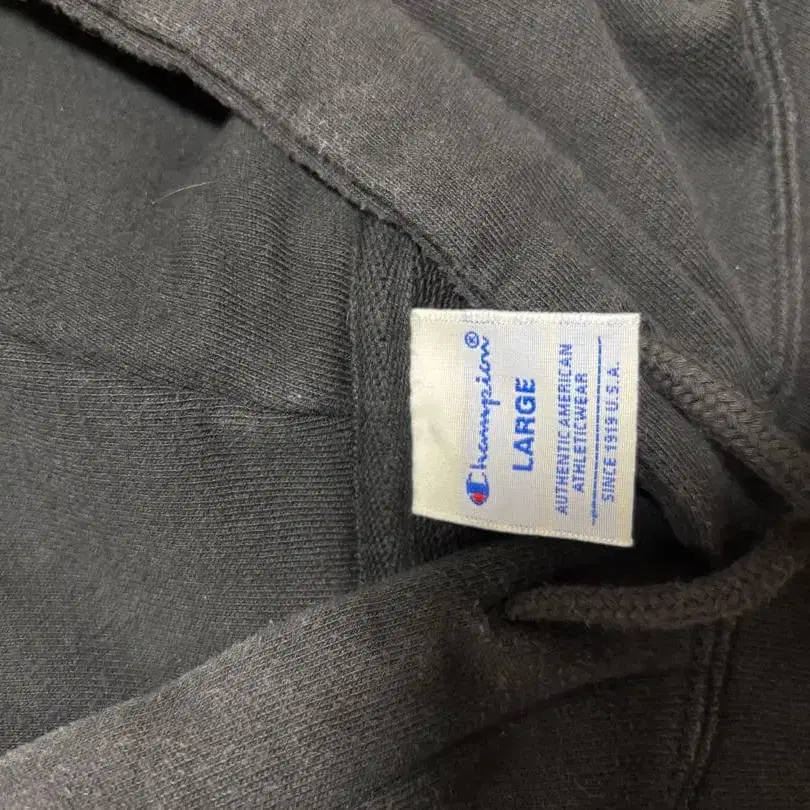 Champion®
LARGE
AUTHENTIC AMERICAN
ATHLETICWEAR
SINCE 1919 U.S.A.